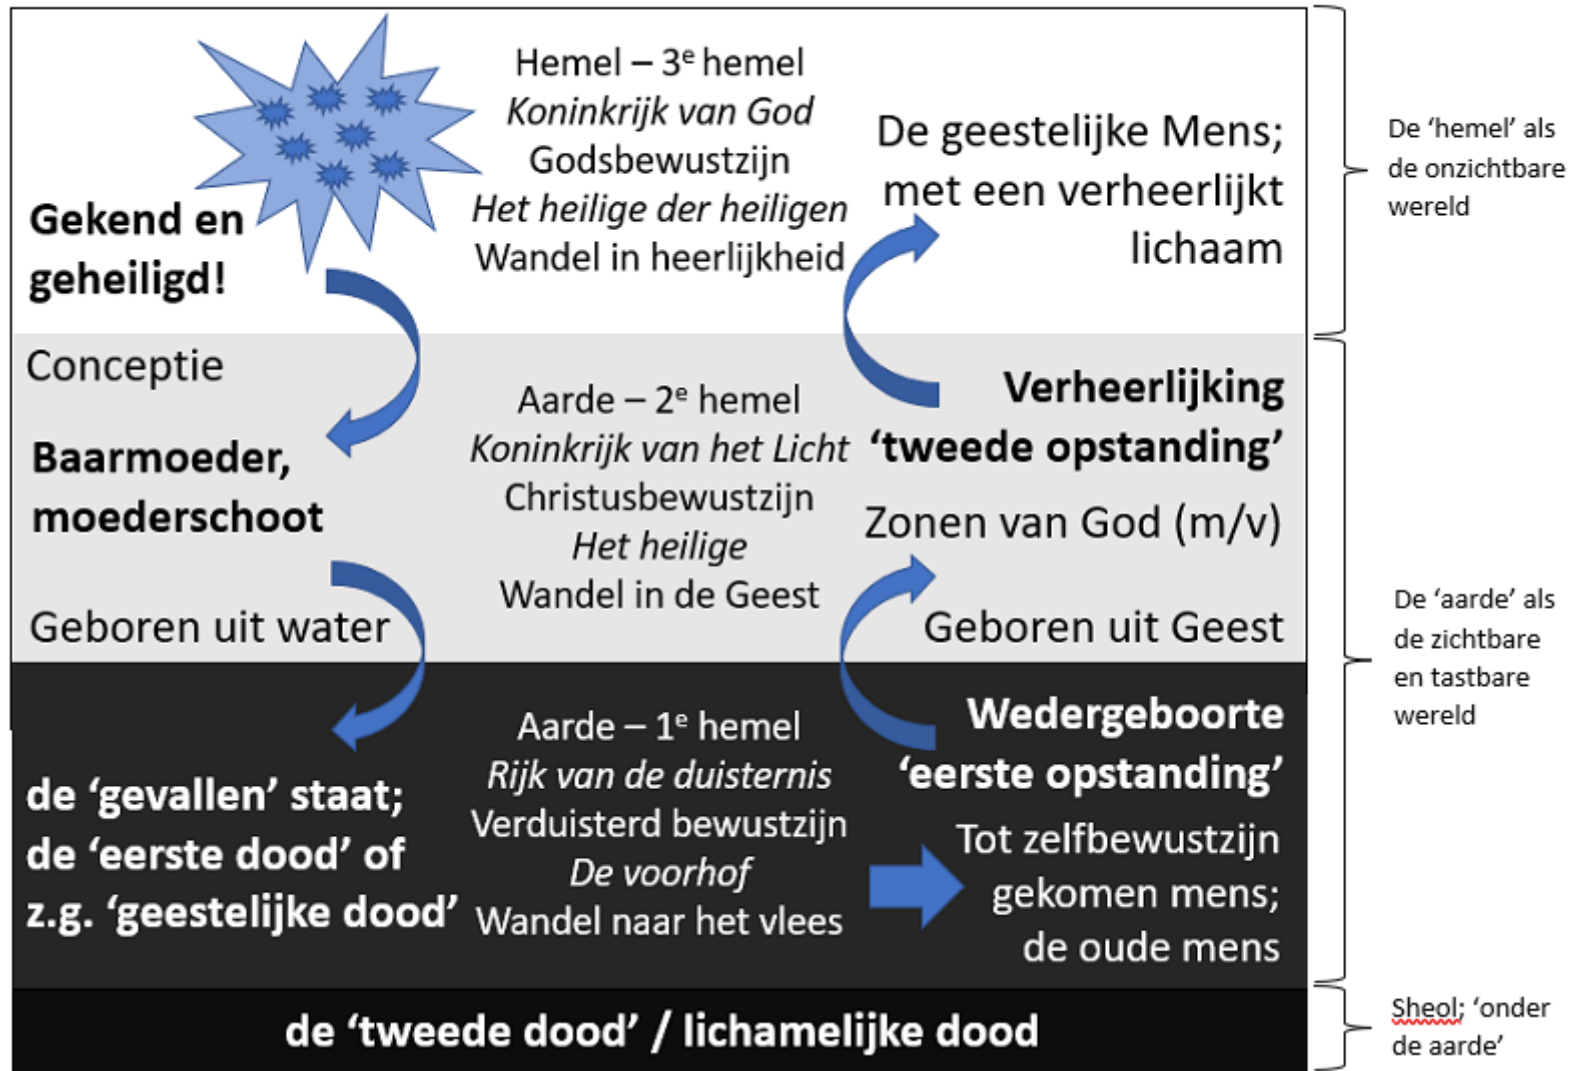 Gekend en
geheiligd!
Hemel – 3e hemel
Koninkrijk van God
Godsbewustzijn
Het heilige der heiligen
Wandel in heerlijkheid
De geestelijke Mens;
met een verheerlijkt
lichaam
De ‘hemel’ als
de onzichtbare
wereld
Conceptie
Baarmoeder,
moederschoot
Geboren uit water
Aarde – 2e hemel
Koninkrijk van het Licht
Christusbewustzijn
Het heilige
Wandel in de Geest
Verheerlijking
‘tweede opstanding’
Zonen van God (m/v)
Geboren uit Geest
De ‘aarde’ als
de zichtbare
en tastbare
wereld
de ‘gevallen’ staat;
de ‘eerste dood’ of
z.g. ‘geestelijke dood’
Aarde – 1e hemel
Rijk van de duisternis
Verduisterd bewustzijn
De voorhof
Wandel naar het vlees
Wedergeboorte
‘eerste opstanding’
Tot zelfbewustzijn
gekomen mens;
de oude mens
de ‘tweede dood’ / lichamelijke dood
Sheol; ‘onder
de aarde’